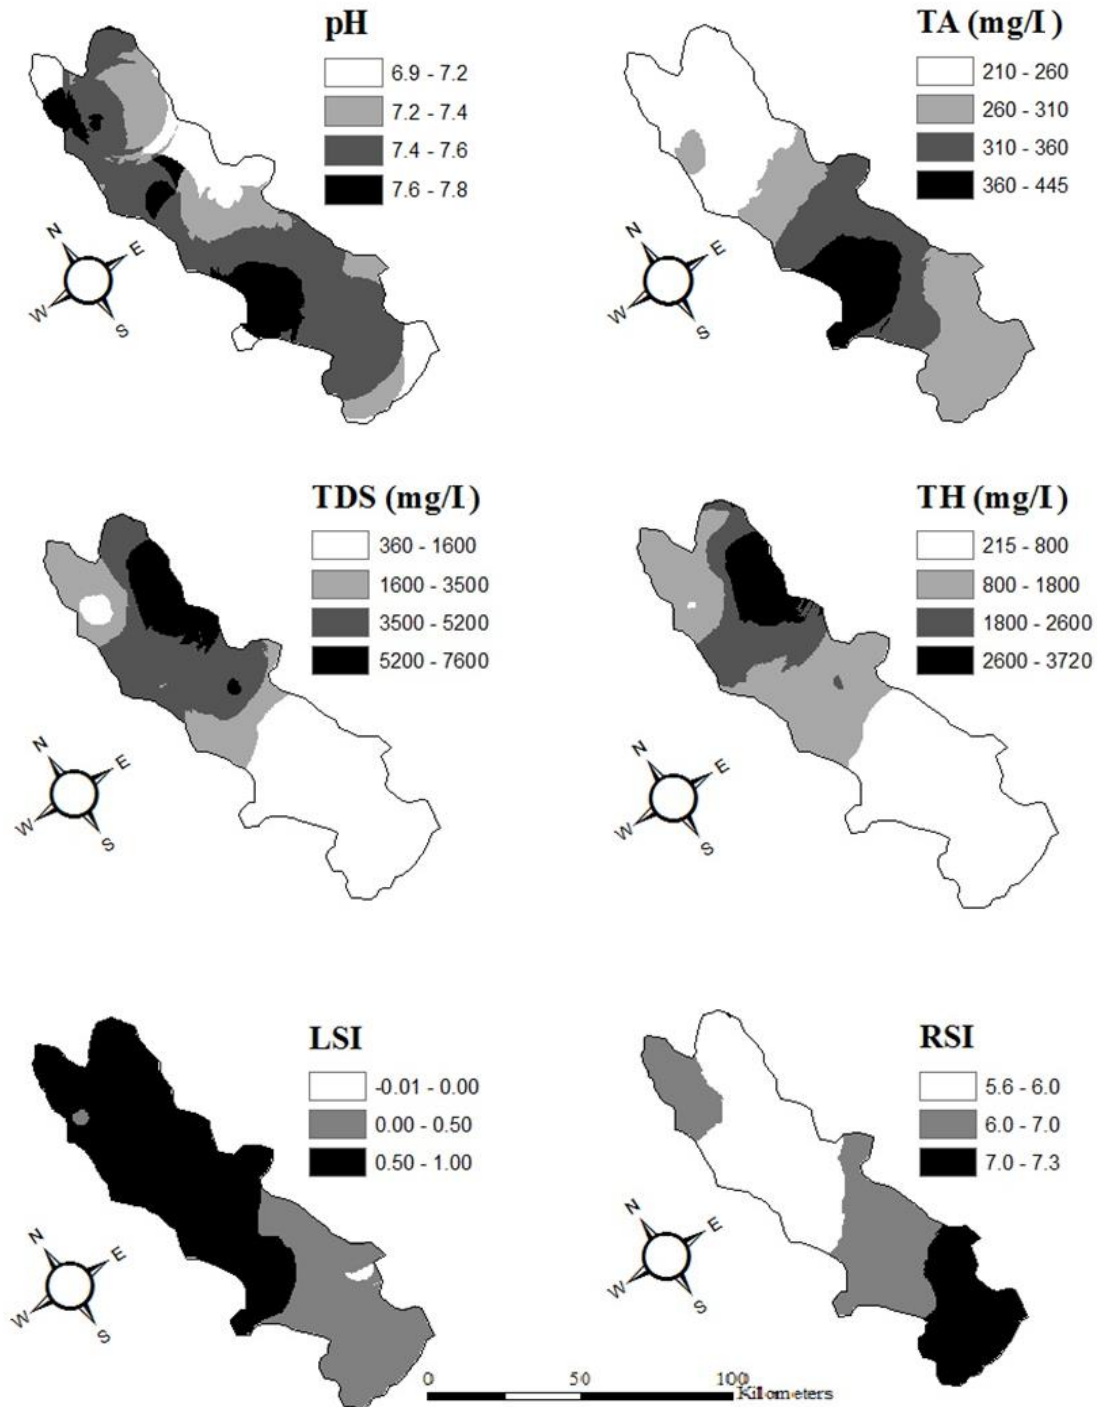 pH
6.9 - 7.2
7.2 - 7.4
7.4 - 7.6
7.6 - 7.8
N
E
W
S
TA (mg/l)
210 - 260
260 - 310
310 - 360
360 - 445
N
E
W
S
TDS (mg/l)
360 - 1600
1600 - 3500
3500 - 5200
5200 - 7600
N
E
W
S
TH (mg/l)
215 - 800
800 - 1800
1800 - 2600
2600 - 3720
N
E
W
S
LSI
-0.01 - 0.00
0.00 - 0.50
0.50 - 1.00
N
E
W
S
RSI
5.6 - 6.0
6.0 - 7.0
7.0 - 7.3
N
E
W
S
0 50 100
Kilometers